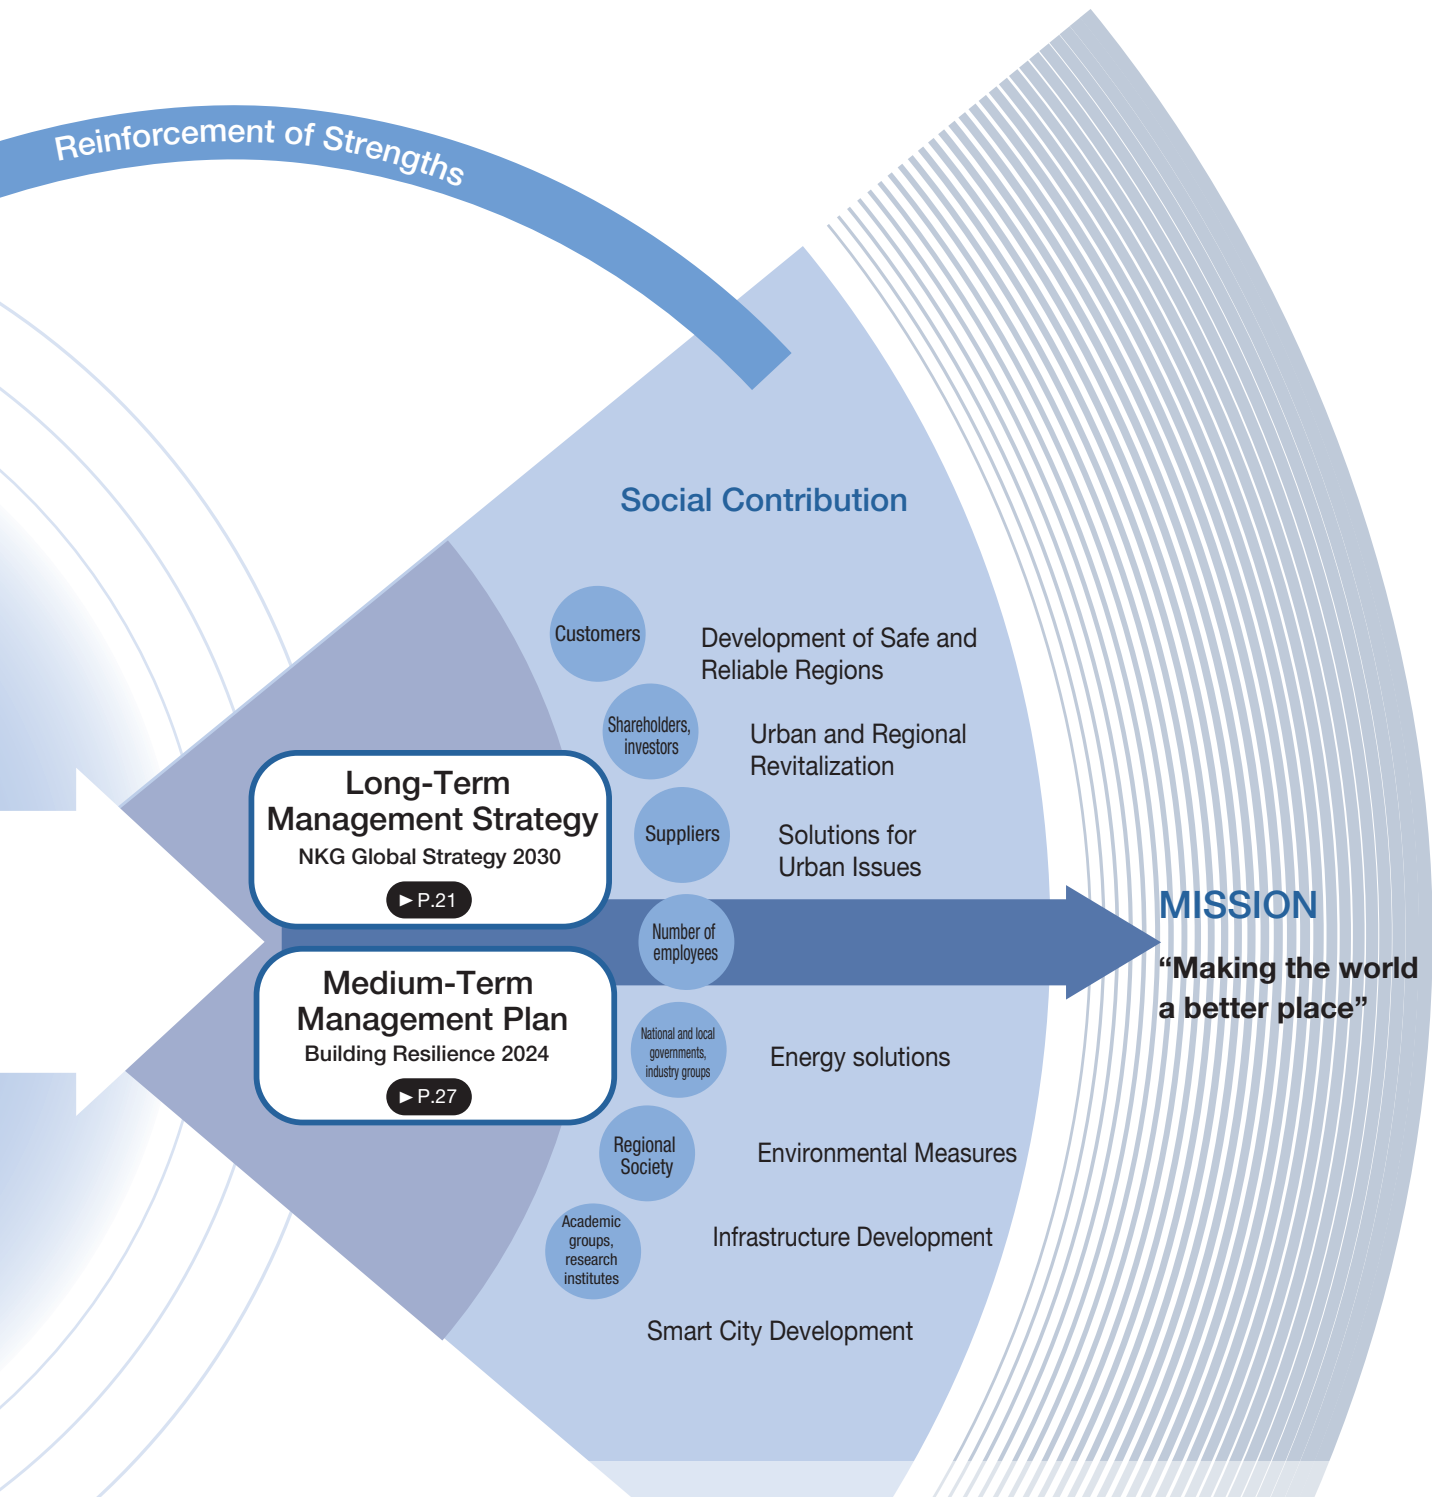 Reinforcement of Strengths
Social Contribution
Customers
Development of Safe and
Reliable Regions
Shareholders,
investors
Urban and Regional
Revitalization
Suppliers
Solutions for
Urban Issues
Long-Term
Management Strategy
NKG Global Strategy 2030
►P.21
Number of
employees
MISSION
“Making the world
a better place”
Medium-Term
Management Plan
Building Resilience 2024
►P.27
National and local
governments,
industry groups
Energy solutions
Regional
Society
Environmental Measures
Academic
groups,
research
institutes
Infrastructure Development
Smart City Development